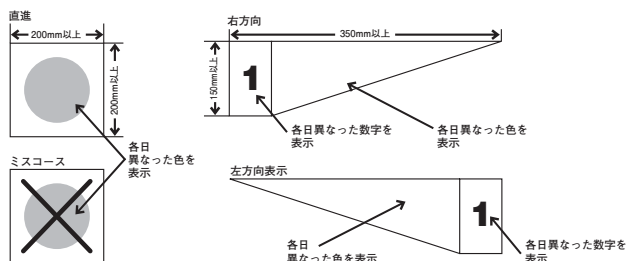 直進
200mm以上
200mm以上
各日
異なった色を
表示
ミスコース
右方向
350mm以上
150mm以上
1
各日異なった数字を
表示
各日異なった色を
表示
左方向表示
1
各日
異なった色を表示
各日異なった数字を
表示